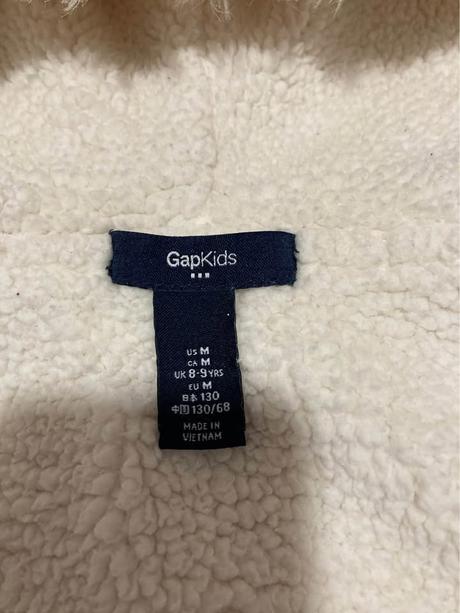 GapKids
US M
CA M
UK 8-9 YRS
EU M
日本 130
中国 130/68
MADE IN
VIETNAM